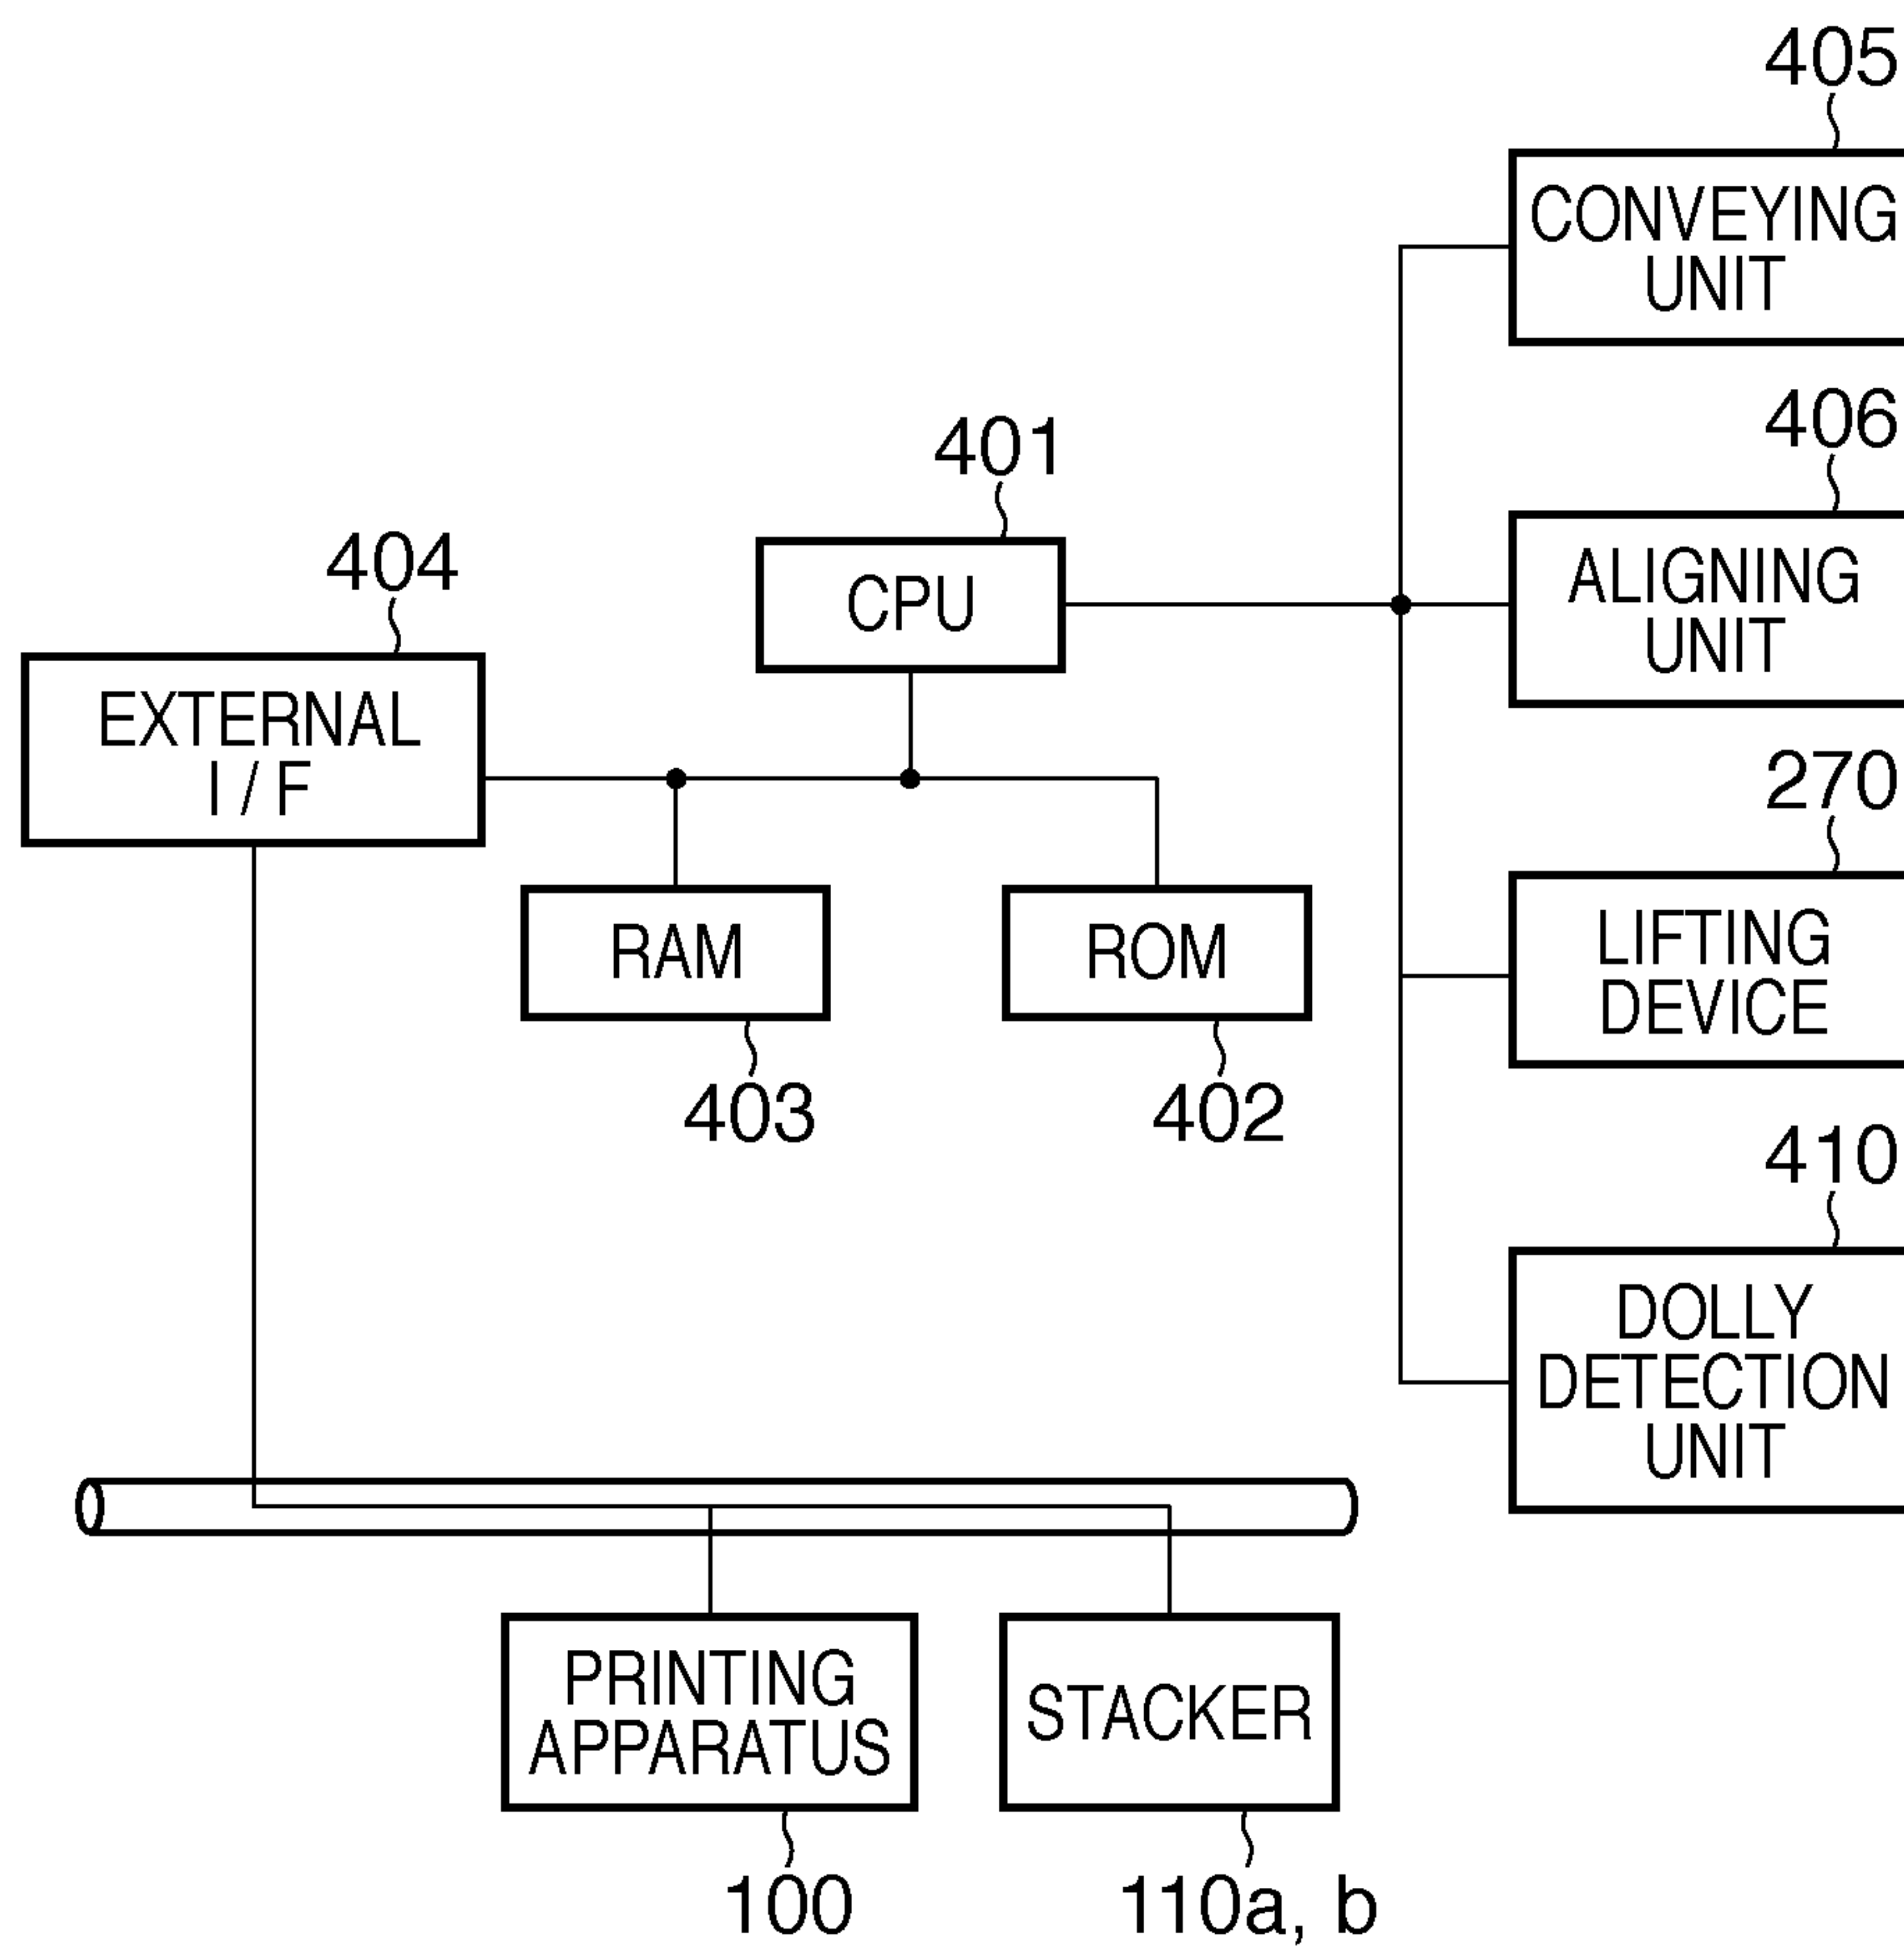 405
CONVEYING
UNIT
406
401
ALIGNING
UNIT
404
CPU
EXTERNAL
I / F
270
LIFTING
DEVICE
RAM
ROM
403
402
410
DOLLY
DETECTION
UNIT
PRINTING
APPARATUS
STACKER
100
110a, b